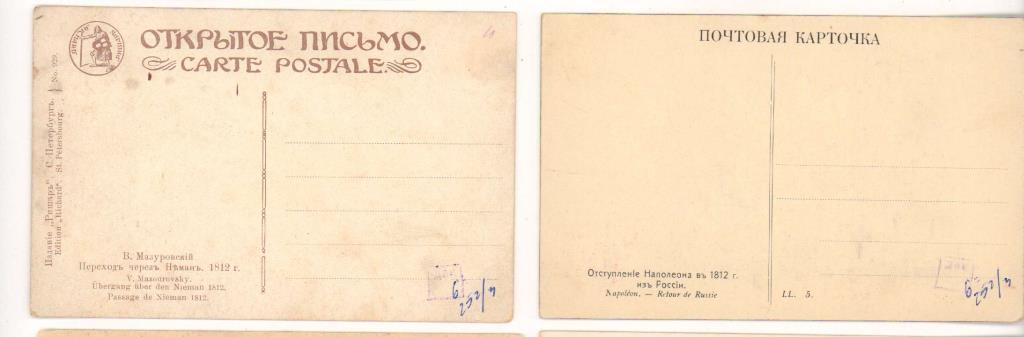 ОТКРЫТОЕ ПИСЬМО.
CARTE POSTALE.
Изданіе „Ришаръ“. С. Петербургъ.
Edition „Richard“. St. Petersbourg.
No. 929.
В. Мазуровскій
Переходъ черезъ Нѣманъ. 1812 г.
V. Masourovsky.
Übergang über den Nieman 1812.
Passage de Nieman 1812.
ПОЧТОВАЯ КАРТОЧКА
Отступленіе Наполеона въ 1812 г.
изъ Россіи.
Napoléon. — Retour de Russie
LL. 5.